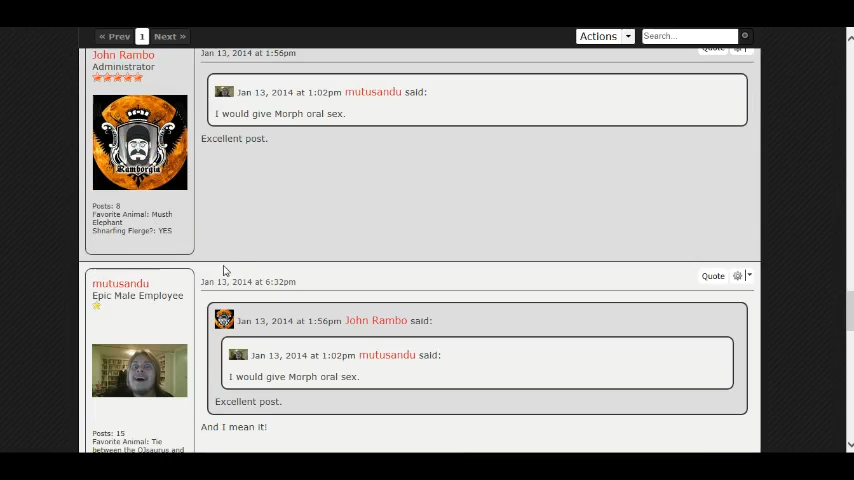 « Prev 1 Next »
Actions
Search...
John Rambo
Administrator
Jan 13, 2014 at 1:56pm
Quote
Jan 13, 2014 at 1:02pm mutusandu said:
I would give Morph oral sex.
Excellent post.
Ramborgia
Posts: 8
Favorite Animal: Musth
Elephant
Shnarfing Flerge?: YES
mutusandu
Epic Male Employee
Jan 13, 2014 at 6:32pm
Quote
Jan 13, 2014 at 1:56pm John Rambo said:
Jan 13, 2014 at 1:02pm mutusandu said:
I would give Morph oral sex.
Excellent post.
And I mean it!
Posts: 15
Favorite Animal: Tie
between the OJsaurus and